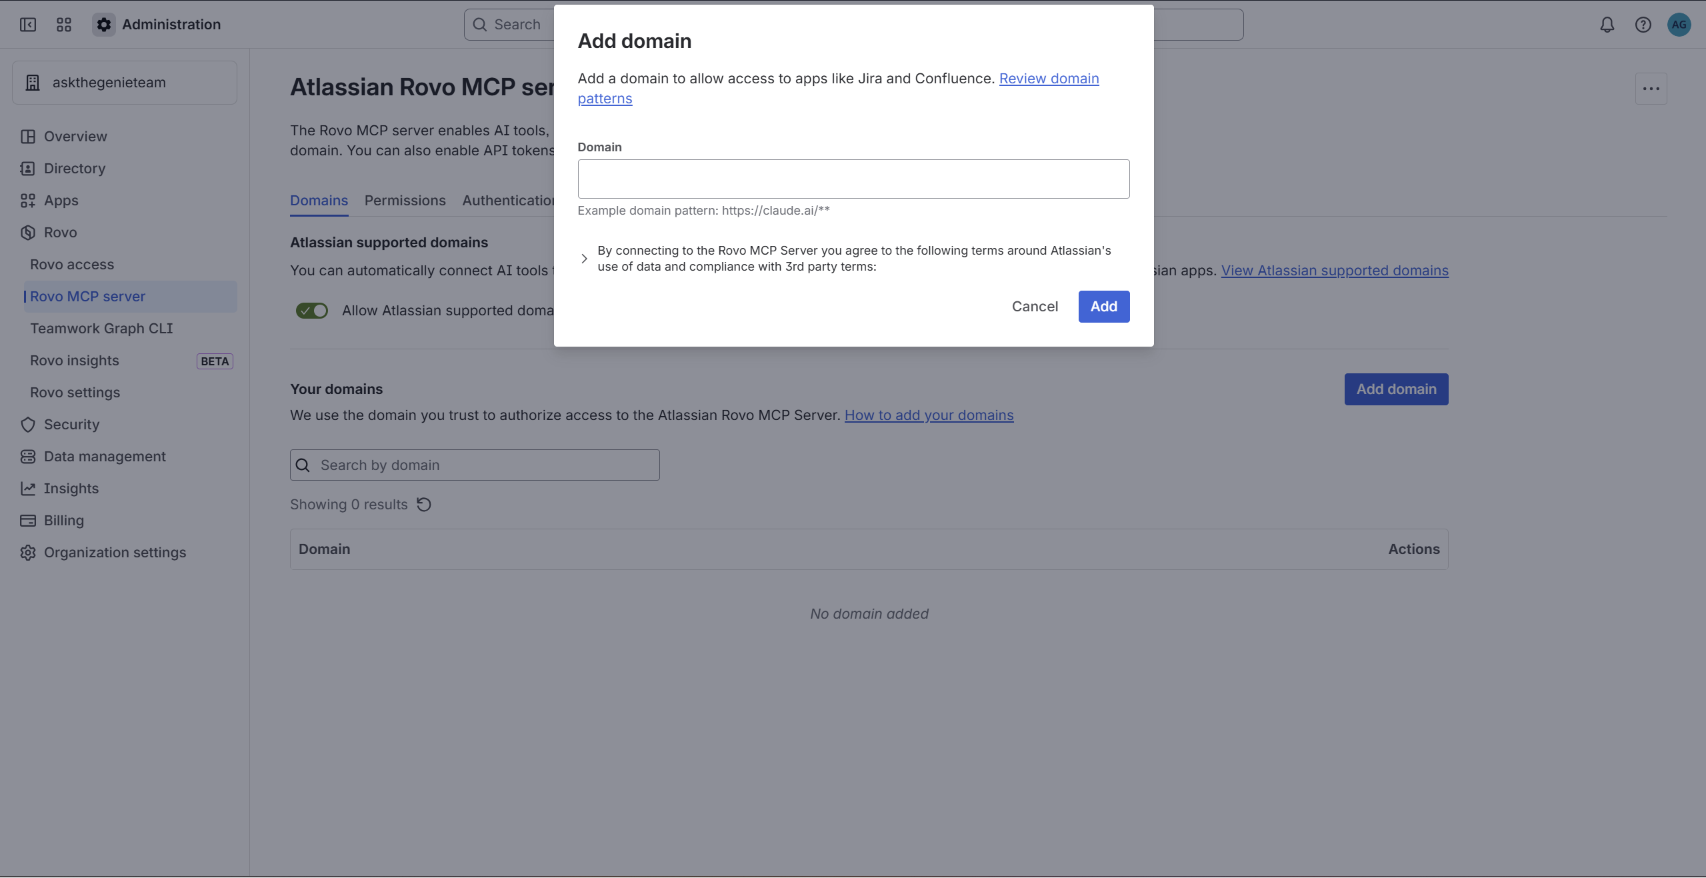 Administration
Search
AG
askthegenieteam
Overview
Directory
Apps
Rovo
Rovo access
Rovo MCP server
Teamwork Graph CLI
Rovo insights BETA
Rovo settings
Security
Data management
Insights
Billing
Organization settings
Atlassian Rovo MCP ser
The Rovo MCP server enables AI tools,
domain. You can also enable API tokens
Domains Permissions Authentication
Atlassian supported domains
You can automatically connect AI tools
sian apps. View Atlassian supported domains
Allow Atlassian supported doma
Add domain
Add a domain to allow access to apps like Jira and Confluence. Review domain
patterns
Domain
Example domain pattern: https://claude.ai/**
By connecting to the Rovo MCP Server you agree to the following terms around Atlassian's
use of data and compliance with 3rd party terms:
Cancel Add
Your domains
Add domain
We use the domain you trust to authorize access to the Atlassian Rovo MCP Server. How to add your domains
Search by domain
Showing 0 results
Domain Actions
No domain added